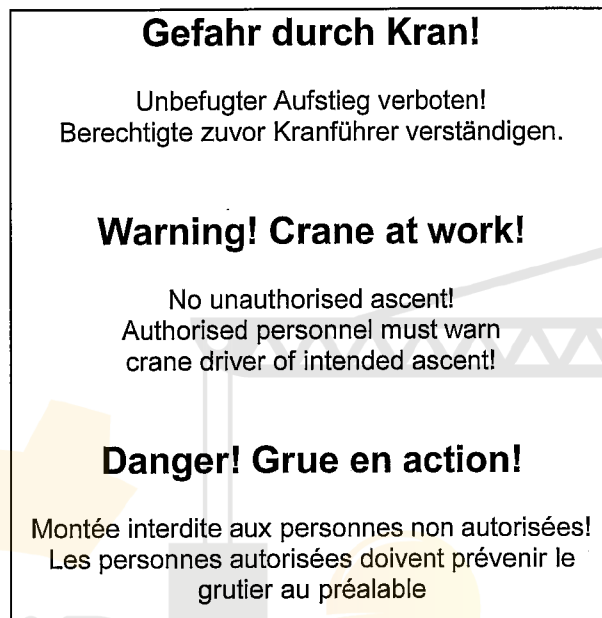 Gefahr durch Kran!
Unbefugter Aufstieg verboten!
Berechtigte zuvor Kranführer verständigen.
Warning! Crane at work!
No unauthorised ascent!
Authorised personnel must warn
crane driver of intended ascent!
Danger! Grue en action!
Montée interdite aux personnes non autorisées!
Les personnes autorisées doivent prévenir le
grutier au préalable